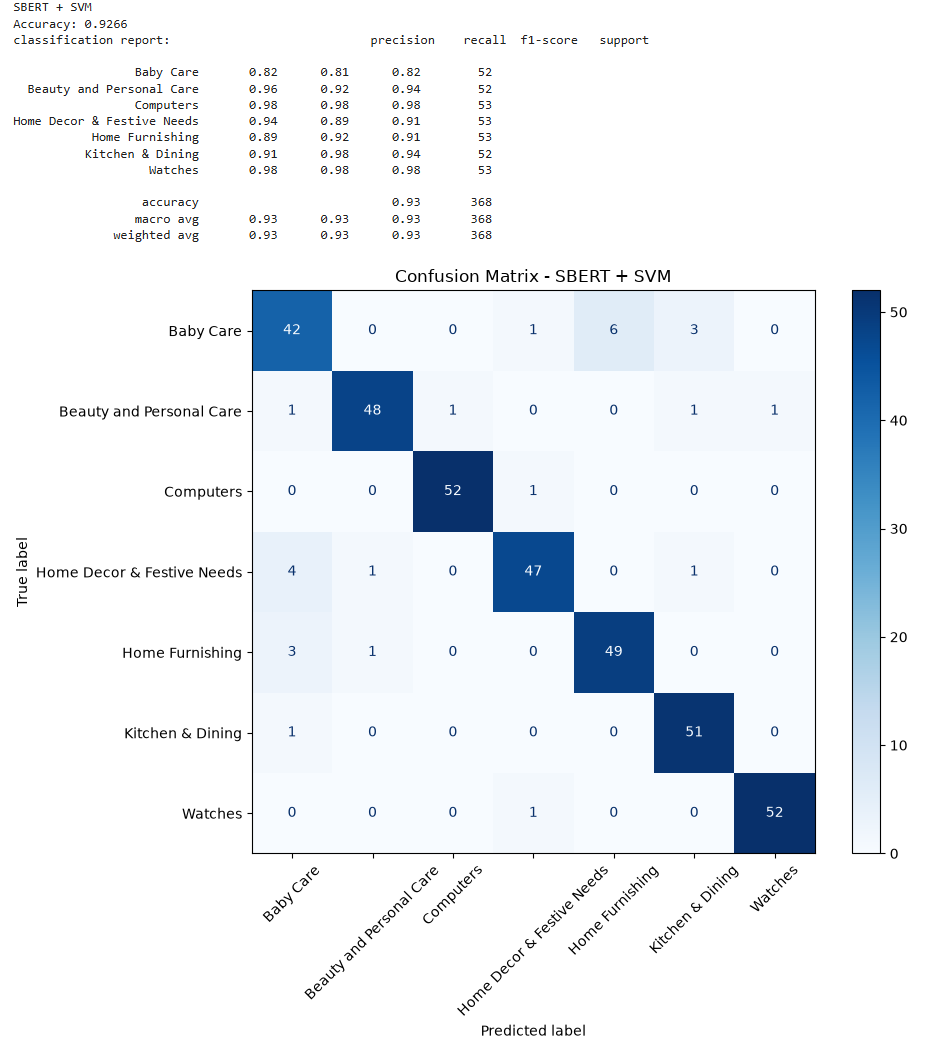 SBERT + SVM
Accuracy: 0.9266
classification report: precision recall f1-score support
Baby Care 0.82 0.81 0.82 52
Beauty and Personal Care 0.96 0.92 0.94 52
Computers 0.98 0.98 0.98 53
Home Decor & Festive Needs 0.94 0.89 0.91 53
Home Furnishing 0.89 0.92 0.91 53
Kitchen & Dining 0.91 0.98 0.94 52
Watches 0.98 0.98 0.98 53
accuracy 0.93 368
macro avg 0.93 0.93 0.93 368
weighted avg 0.93 0.93 0.93 368
Confusion Matrix - SBERT + SVM
Baby Care 42 0 0 1 6 3 0
Beauty and Personal Care 1 48 1 0 0 1 1
Computers 0 0 52 1 0 0 0
Home Decor & Festive Needs 4 1 0 47 0 1 0
Home Furnishing 3 1 0 0 49 0 0
Kitchen & Dining 1 0 0 0 0 51 0
Watches 0 0 0 1 0 0 52
True label
Baby Care
Beauty and Personal Care
Computers
Home Decor & Festive Needs
Home Furnishing
Kitchen & Dining
Watches
Predicted label
50
40
30
20
10
0